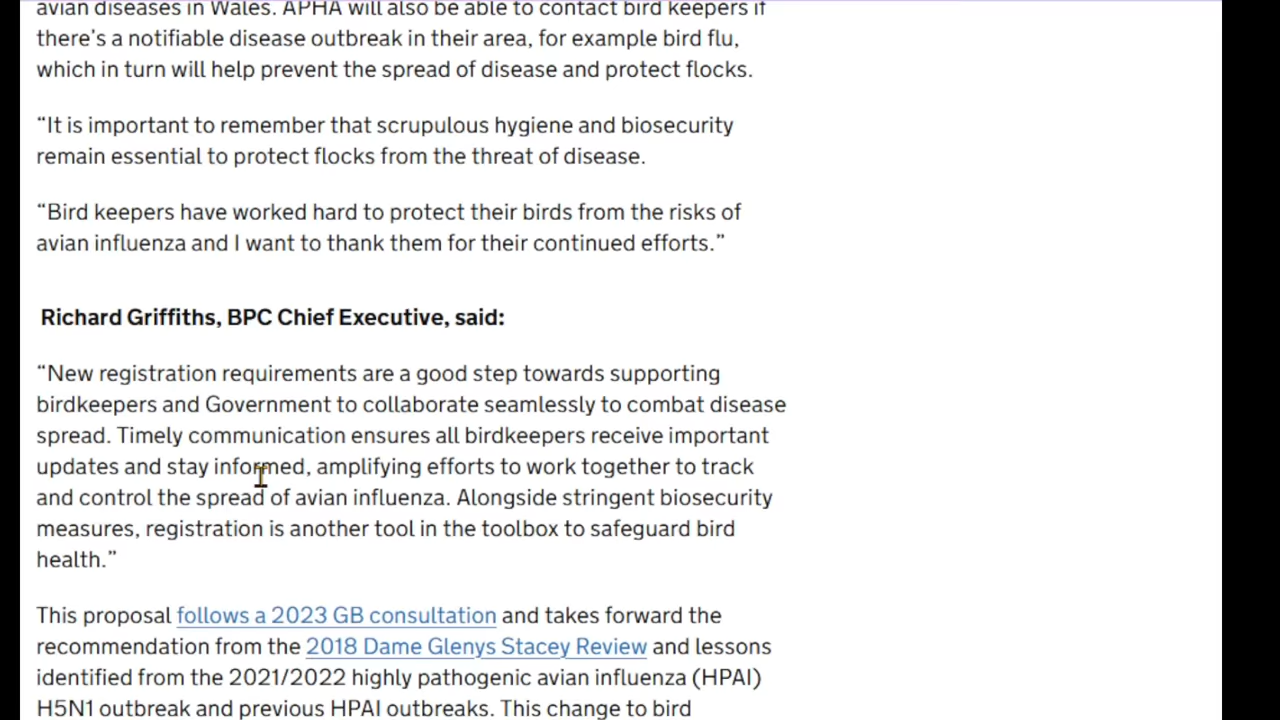 avian diseases in Wales. APHA will also be able to contact bird keepers if
there's a notifiable disease outbreak in their area, for example bird flu,
which in turn will help prevent the spread of disease and protect flocks.
“It is important to remember that scrupulous hygiene and biosecurity
remain essential to protect flocks from the threat of disease.
“Bird keepers have worked hard to protect their birds from the risks of
avian influenza and I want to thank them for their continued efforts.”
Richard Griffiths, BPC Chief Executive, said:
“New registration requirements are a good step towards supporting
birdkeepers and Government to collaborate seamlessly to combat disease
spread. Timely communication ensures all birdkeepers receive important
updates and stay informed, amplifying efforts to work together to track
and control the spread of avian influenza. Alongside stringent biosecurity
measures, registration is another tool in the toolbox to safeguard bird
health.”
This proposal follows a 2023 GB consultation and takes forward the
recommendation from the 2018 Dame Glenys Stacey Review and lessons
identified from the 2021/2022 highly pathogenic avian influenza (HPAI)
H5N1 outbreak and previous HPAI outbreaks. This change to bird